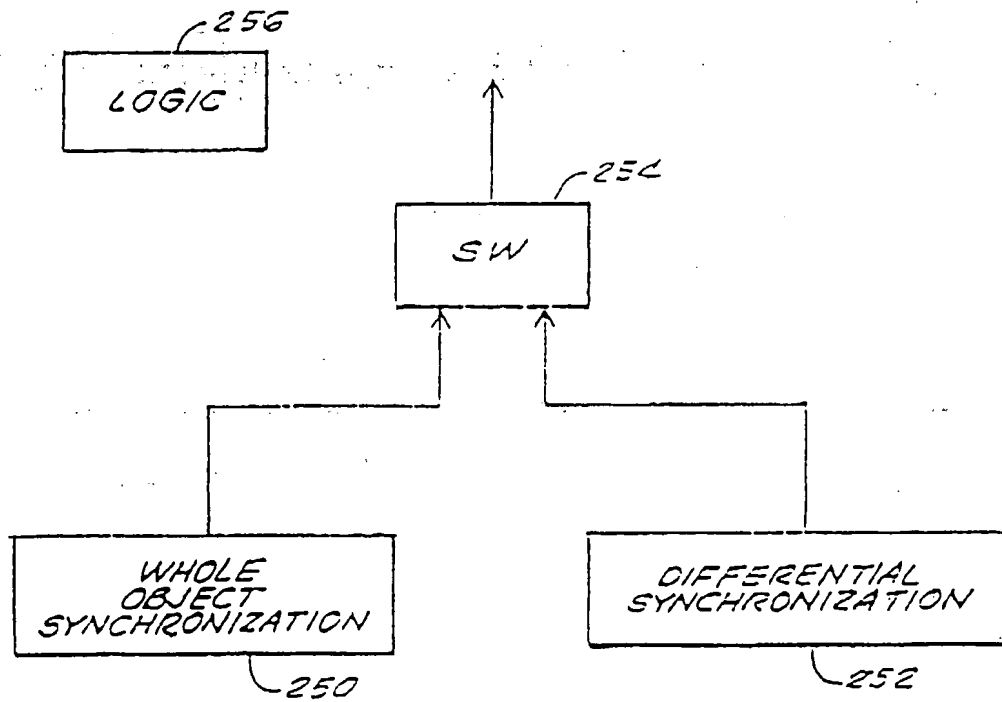 256
LOGIC
254
SW
WHOLE
OBJECT
SYNCHRONIZATION
250
DIFFERENTIAL
SYNCHRONIZATION
252